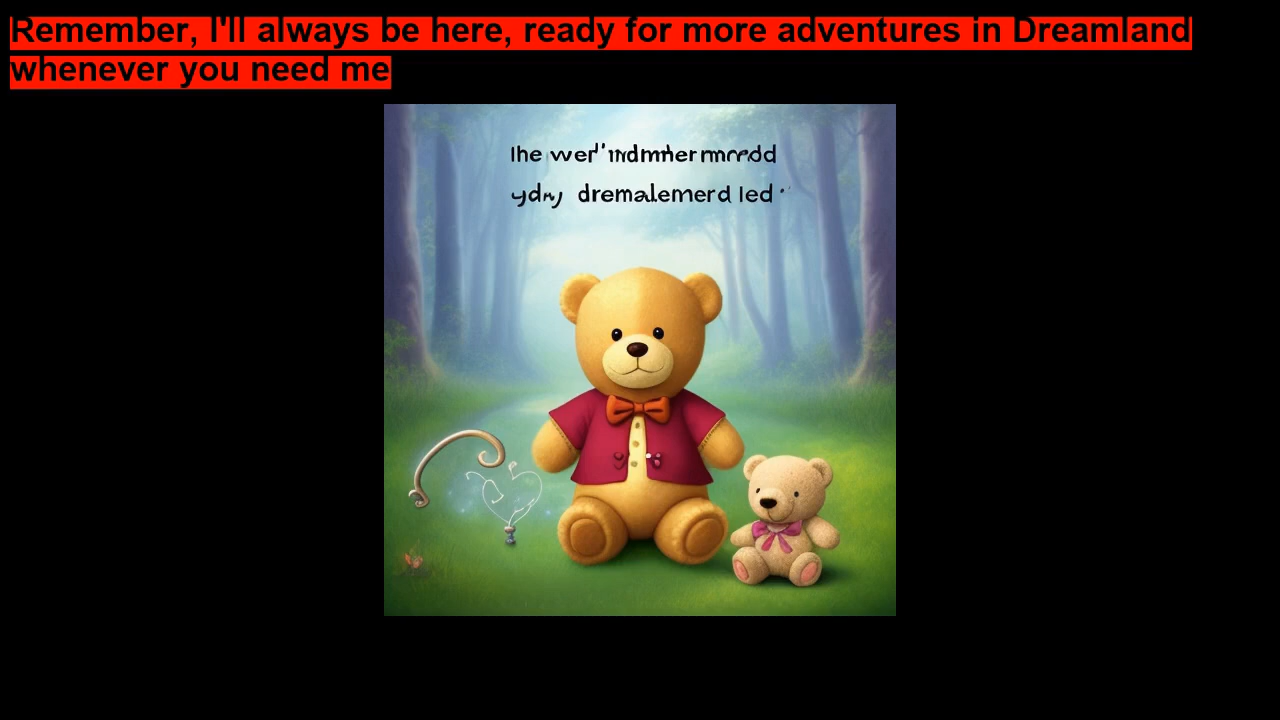 Remember, I'll always be here, ready for more adventures in Dreamland
whenever you need me